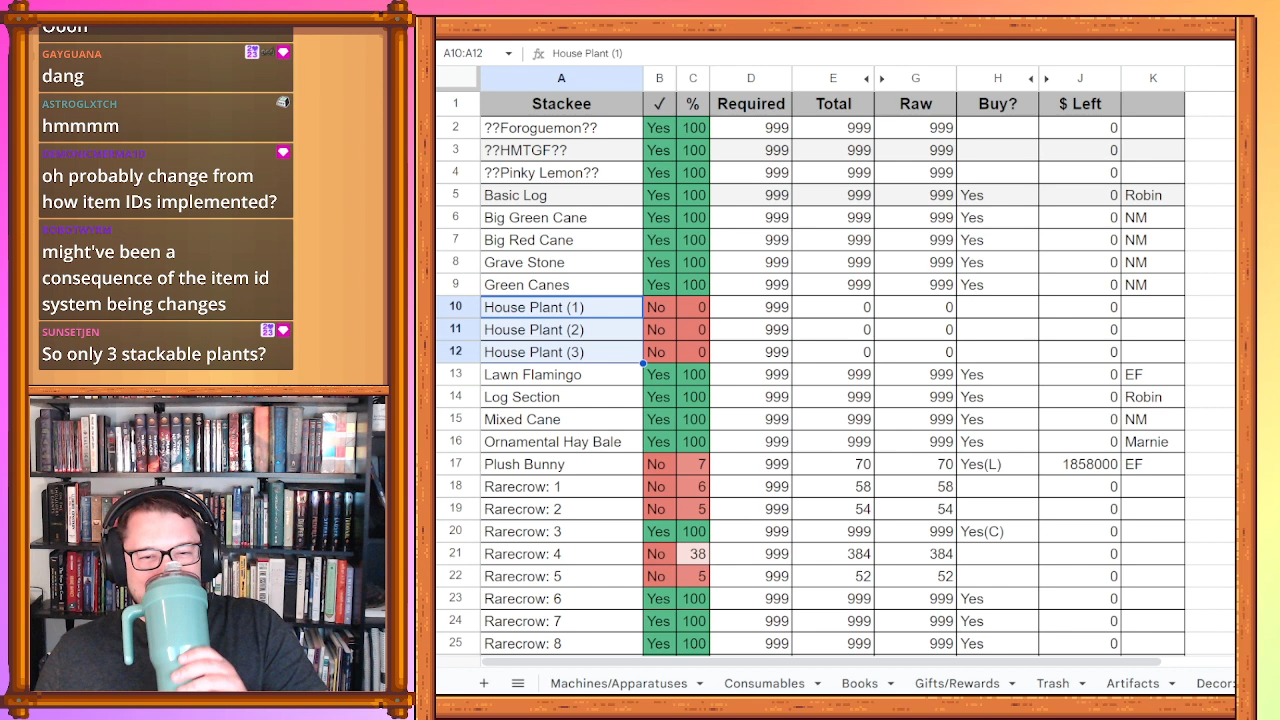 Oooh
GAYGUANA
dang
ASTROGLXTCH
hmmmm
oh probably change from
how item IDs implemented?
might've been a
consequence of the item id
system being changes
SUNSETJEN
So only 3 stackable plants?
A10:A12 fx House Plant (1)
A B C D E G H J K
1 Stackee ✓ % Required Total Raw Buy? $ Left
2 ??Foroguemon?? Yes 100 999 999 999 0
3 ??HMTGF?? Yes 100 999 999 999 0
4 ??Pinky Lemon?? Yes 100 999 999 999 0
5 Basic Log Yes 100 999 999 999 Yes 0 Robin
6 Big Green Cane Yes 100 999 999 999 Yes 0 NM
7 Big Red Cane Yes 100 999 999 999 Yes 0 NM
8 Grave Stone Yes 100 999 999 999 Yes 0 NM
9 Green Canes Yes 100 999 999 999 Yes 0 NM
10 House Plant (1) No 0 999 0 0 0
11 House Plant (2) No 0 999 0 0 0
12 House Plant (3) No 0 999 0 0 0
13 Lawn Flamingo Yes 100 999 999 999 Yes 0 EF
14 Log Section Yes 100 999 999 999 Yes 0 Robin
15 Mixed Cane Yes 100 999 999 999 Yes 0 NM
16 Ornamental Hay Bale Yes 100 999 999 999 Yes 0 Marnie
17 Plush Bunny No 7 999 70 70 Yes(L) 1858000 EF
18 Rarecrow: 1 No 6 999 58 58 0
19 Rarecrow: 2 No 5 999 54 54 0
20 Rarecrow: 3 Yes 100 999 999 999 Yes(C) 0
21 Rarecrow: 4 No 38 999 384 384 0
22 Rarecrow: 5 No 5 999 52 52 0
23 Rarecrow: 6 Yes 100 999 999 999 Yes 0
24 Rarecrow: 7 Yes 100 999 999 999 Yes 0
25 Rarecrow: 8 Yes 100 999 999 999 Yes 0
+ ≡ Machines/Apparatuses Consumables Books Gifts/Rewards Trash Artifacts Decor